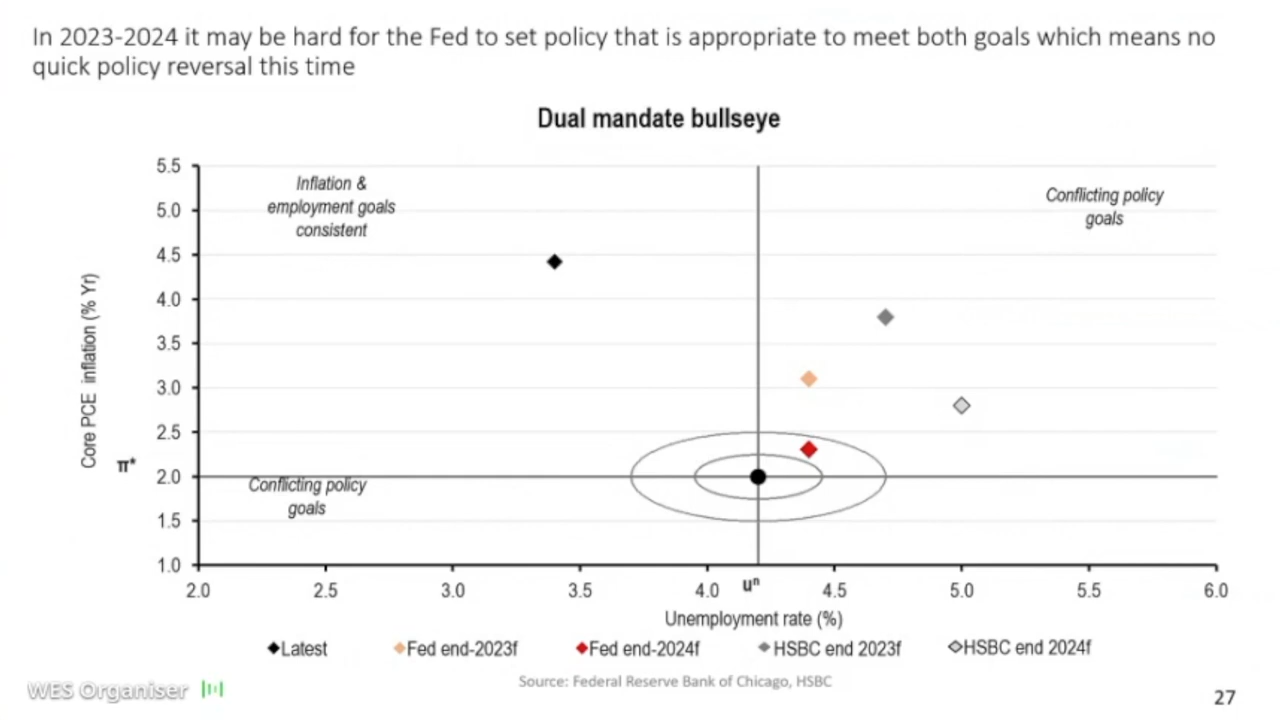 In 2023-2024 it may be hard for the Fed to set policy that is appropriate to meet both goals which means no
quick policy reversal this time
Dual mandate bullseye
5.5
5.0
4.5
4.0
3.5
3.0
2.5
2.0
1.5
1.0
Core PCE inflation (% Yr)
π*
Inflation &
employment goals
consistent
Conflicting policy
goals
Conflicting policy
goals
2.0 2.5 3.0 3.5 4.0 uⁿ 4.5 5.0 5.5 6.0
Unemployment rate (%)
Latest Fed end-2023f Fed end-2024f HSBC end 2023f HSBC end 2024f
Source: Federal Reserve Bank of Chicago, HSBC
WES Organiser
27